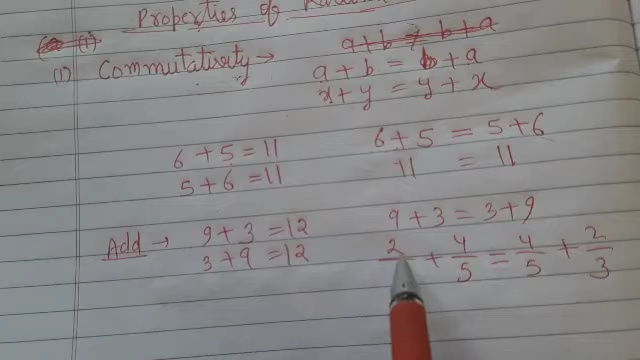 Properties of
(1) Commutativity → a + b = b + a
x + y = y + x
6 + 5 = 11
5 + 6 = 11
6 + 5 = 5 + 6
11 = 11
Add → 9 + 3 = 12
3 + 9 = 12
9 + 3 = 3 + 9
2 + 4/5 = 4/5 + 2/3